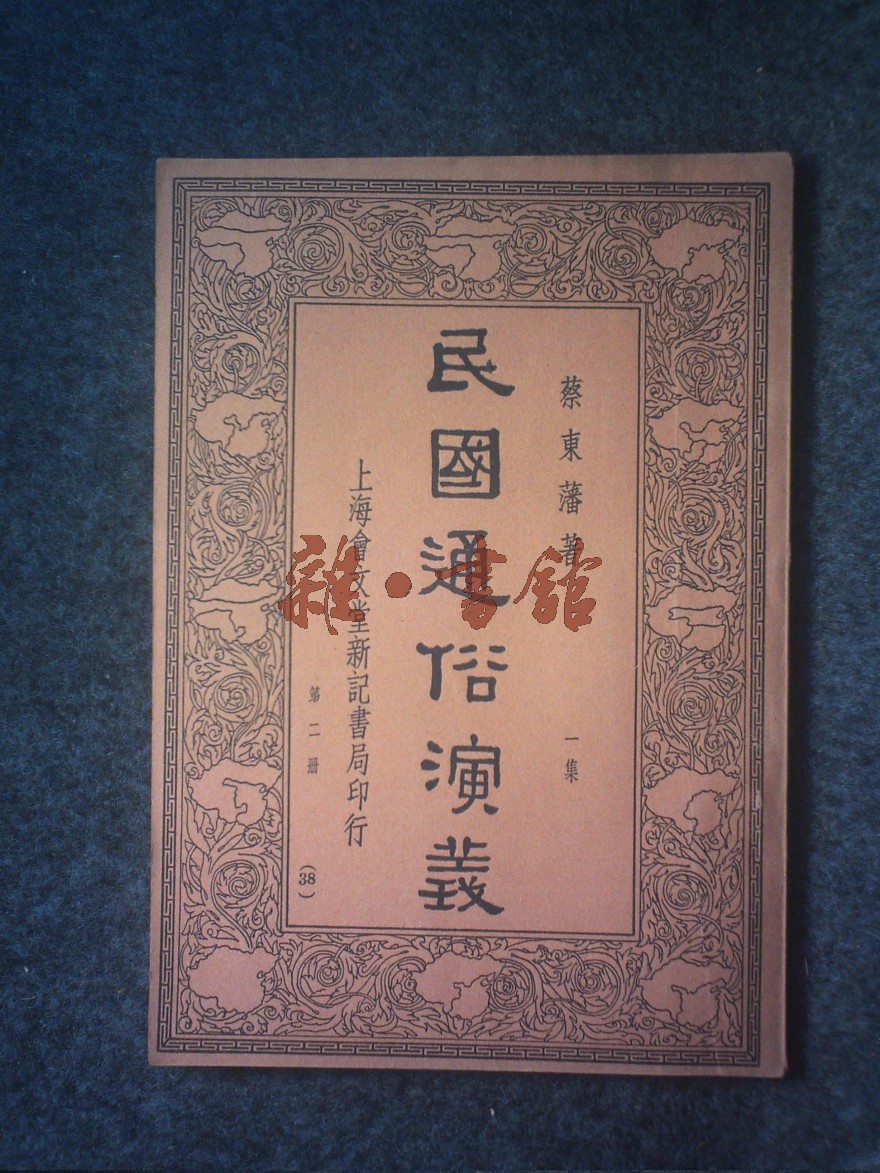 蔡東藩著
一集
民國通俗演義
上海會文堂新記書局印行
第二册
(38)
雜·書館